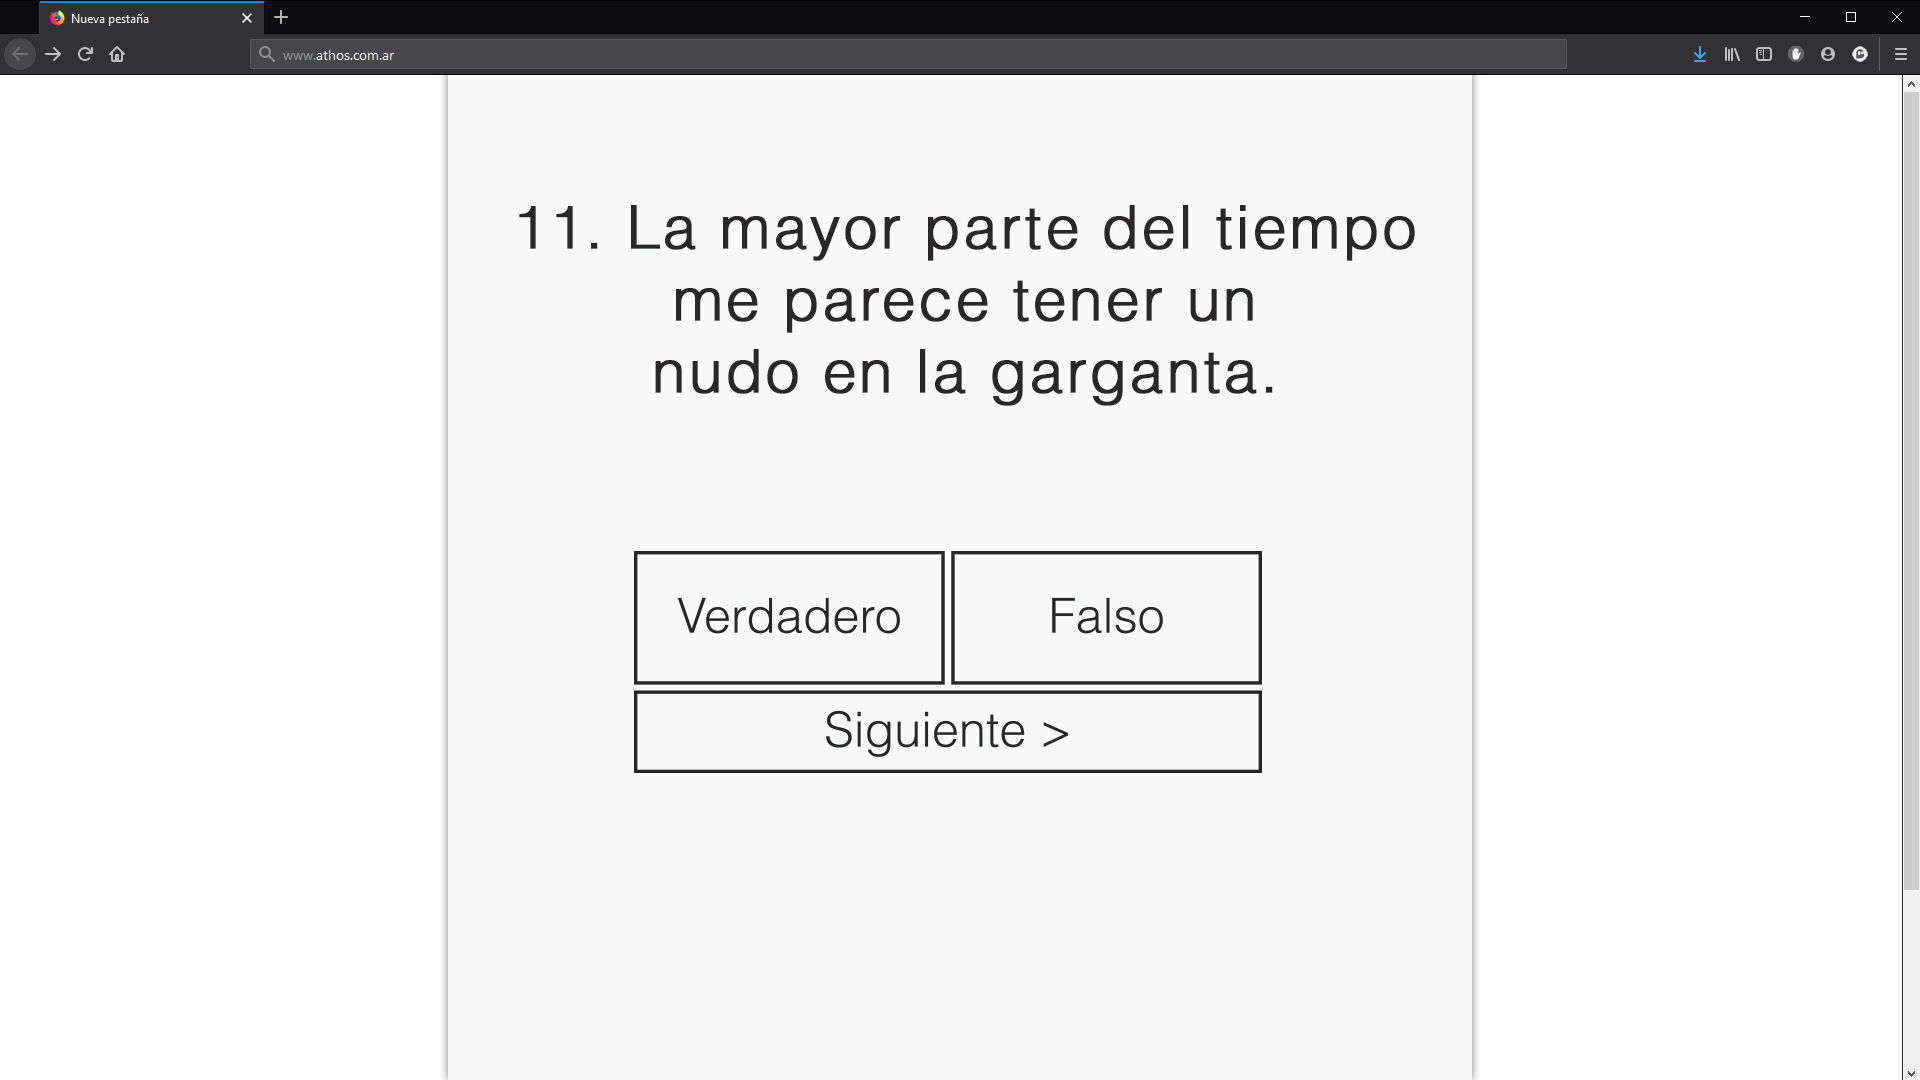 Nueva pestaña
www.athos.com.ar
11. La mayor parte del tiempo
me parece tener un
nudo en la garganta.
Verdadero
Falso
Siguiente >